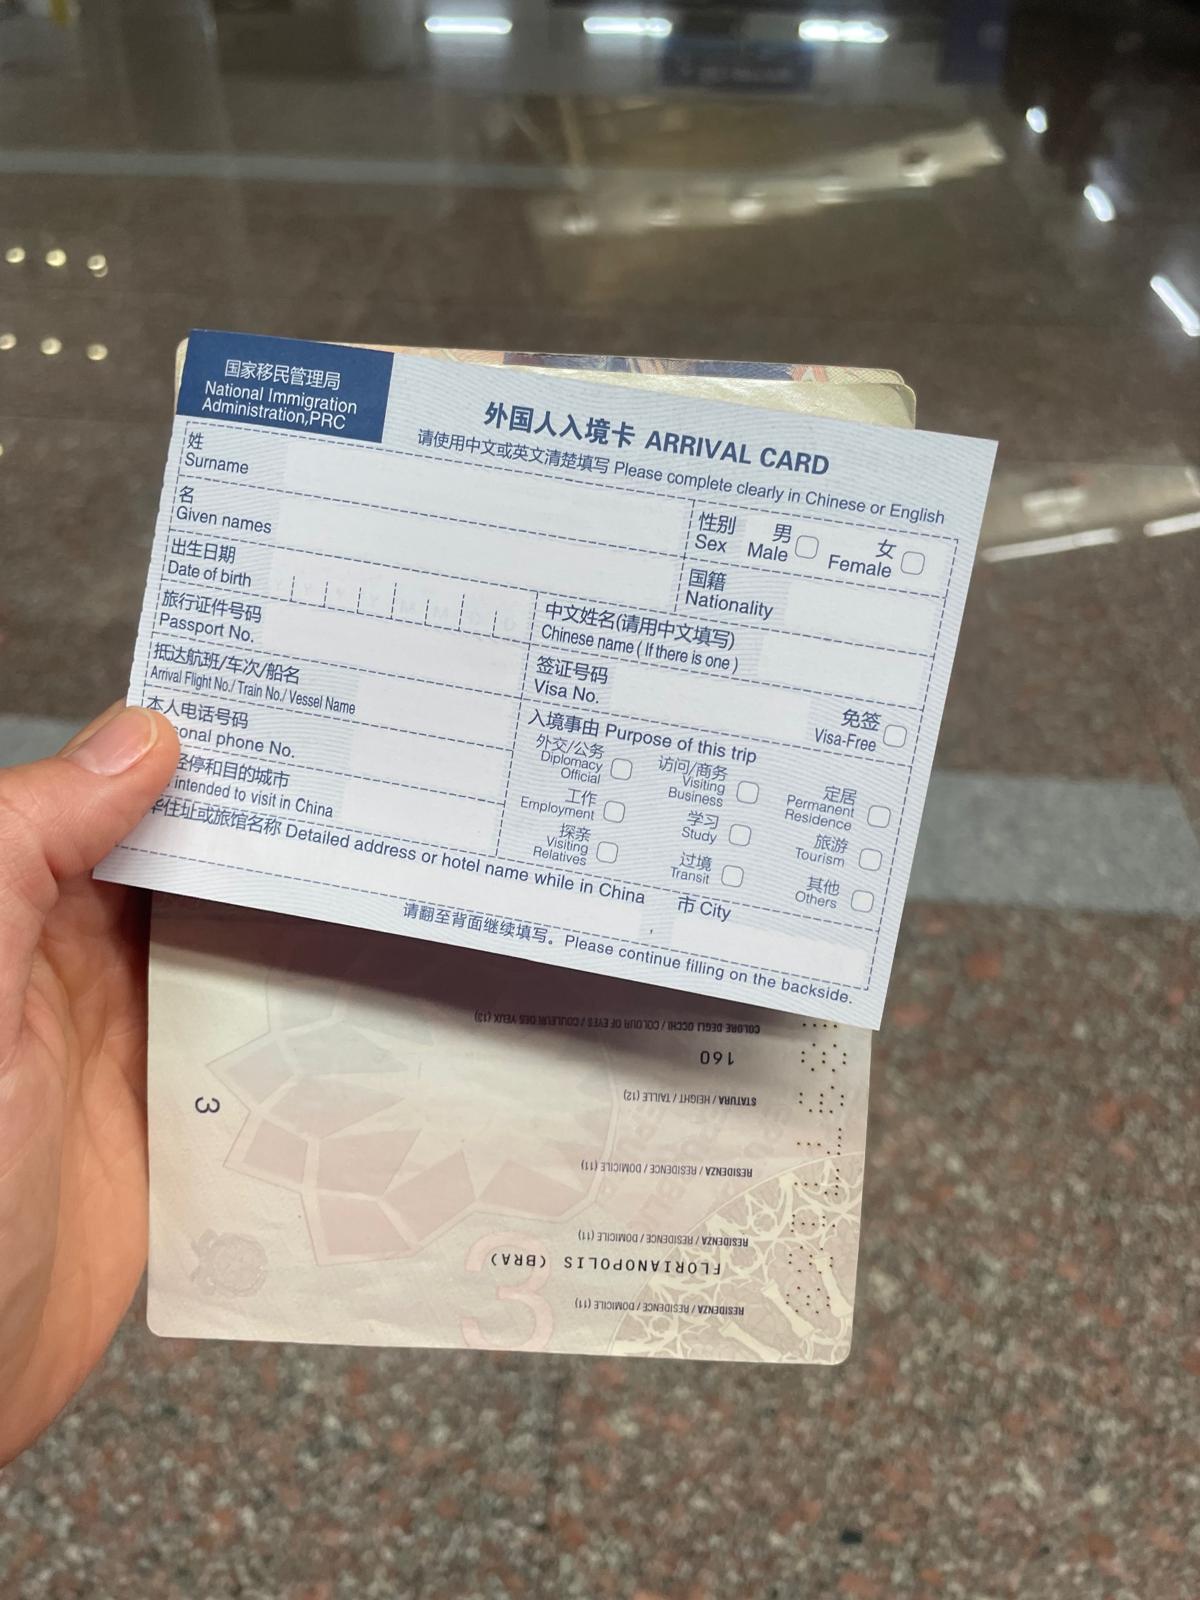 国家移民管理局
National Immigration
Administration,PRC
外国人入境卡 ARRIVAL CARD
请使用中文或英文清楚填写 Please complete clearly in Chinese or English
姓
Surname
性别
Sex
男
Male
女
Female
名
Given names
国籍
Nationality
出生日期
Date of birth
中文姓名(请用中文填写)
Chinese name ( If there is one )
旅行证件号码
Passport No.
签证号码
Visa No.
免签
Visa-Free
抵达航班/车次/船名
Arrival Flight No./ Train No./ Vessel Name
入境事由 Purpose of this trip
外交/公务
Diplomacy
Official
访问/商务
Visiting
Business
定居
Permanent
Residence
工作
Employment
学习
Study
旅游
Tourism
探亲
Visiting
Relatives
过境
Transit
其他
Others
本人电话号码
sonal phone No.
经停和目的城市
intended to visit in China
华住址或旅馆名称 Detailed address or hotel name while in China
,
市 City
请翻至背面继续填写。Please continue filling on the backside.
COLORE DEGLI OCCHI / COLOUR OF EYES / COULEUR DES YEUX (13)
160
STATURA / HEIGHT / TAILLE (12)
RESIDENZA / RESIDENCE / DOMICILE (11)
RESIDENZA / RESIDENCE / DOMICILE (11)
FLORIANOPOLIS (BRA)
RESIDENZA / RESIDENCE / DOMICILE (11)
3
3